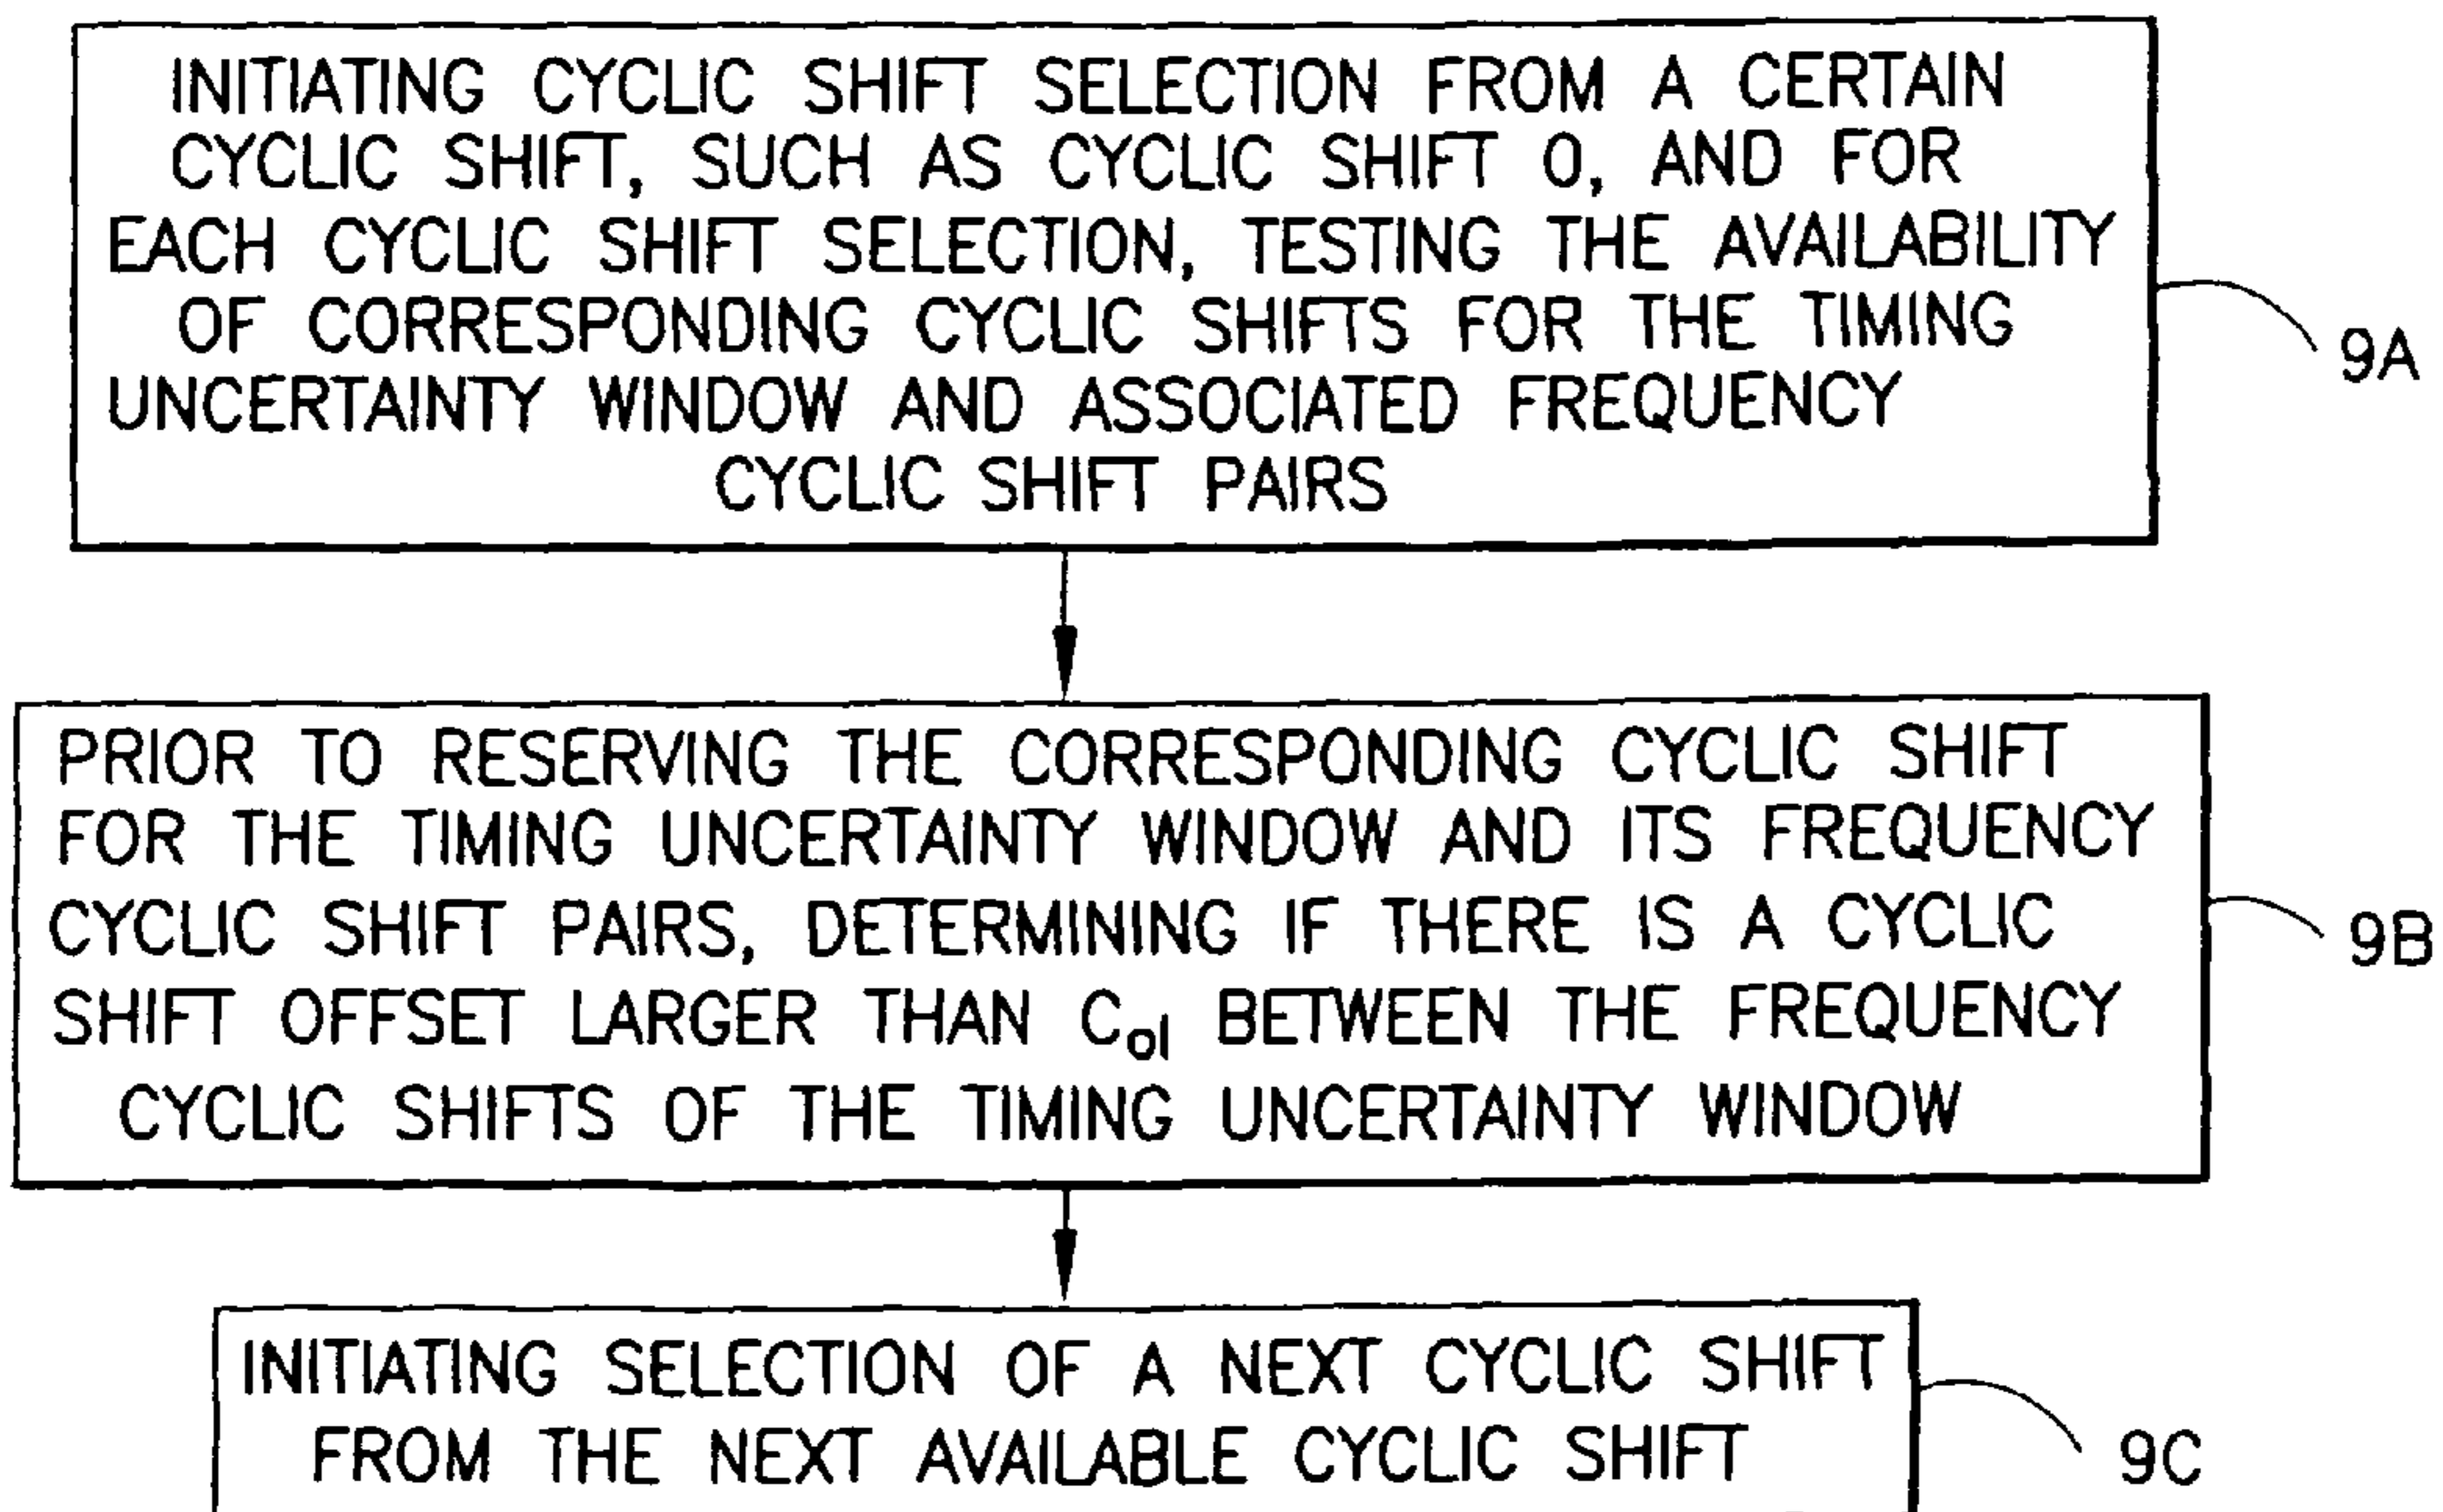 INITIATING CYCLIC SHIFT SELECTION FROM A CERTAIN
CYCLIC SHIFT, SUCH AS CYCLIC SHIFT 0, AND FOR
EACH CYCLIC SHIFT SELECTION, TESTING THE AVAILABILITY
OF CORRESPONDING CYCLIC SHIFTS FOR THE TIMING
UNCERTAINTY WINDOW AND ASSOCIATED FREQUENCY
CYCLIC SHIFT PAIRS
9A
PRIOR TO RESERVING THE CORRESPONDING CYCLIC SHIFT
FOR THE TIMING UNCERTAINTY WINDOW AND ITS FREQUENCY
CYCLIC SHIFT PAIRS, DETERMINING IF THERE IS A CYCLIC
SHIFT OFFSET LARGER THAN Col BETWEEN THE FREQUENCY
CYCLIC SHIFTS OF THE TIMING UNCERTAINTY WINDOW
9B
INITIATING SELECTION OF A NEXT CYCLIC SHIFT
FROM THE NEXT AVAILABLE CYCLIC SHIFT
9C